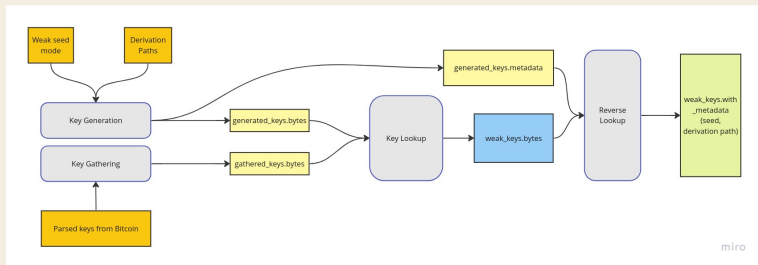 Weak seed
mode
Derivation
Paths
Key Generation
Key Gathering
Parsed keys from Bitcoin
generated_keys.bytes
gathered_keys.bytes
Key Lookup
generated_keys.metadata
weak_keys.bytes
Reverse
Lookup
weak_keys.with
_metadata
(seed,
derivation path)
miro